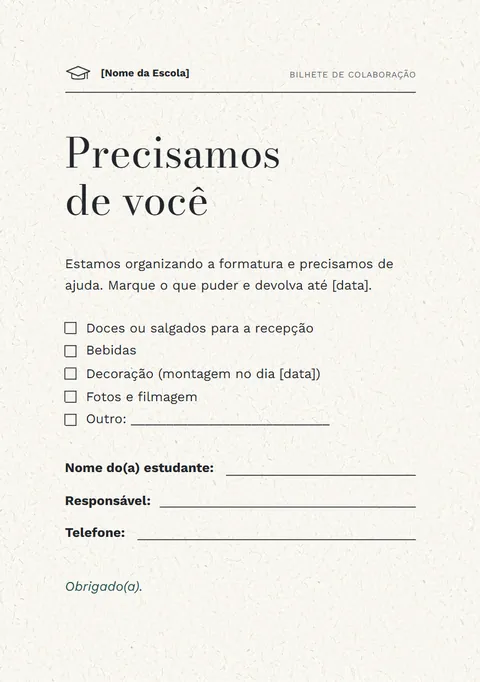 [Nome da Escola]
BILHETE DE COLABORAÇÃO
Precisamos
de você
Estamos organizando a formatura e precisamos de
ajuda. Marque o que puder e devolva até [data].
Doces ou salgados para a recepção
Bebidas
Decoração (montagem no dia [data])
Fotos e filmagem
Outro:
Nome do(a) estudante:
Responsável:
Telefone:
Obrigado(a).